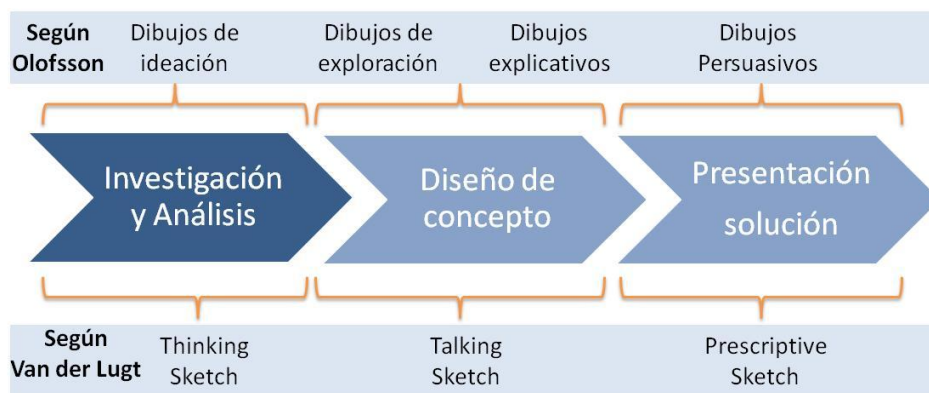 Según
Olofsson
Dibujos de
ideación
Dibujos de
exploración
Dibujos
explicativos
Dibujos
Persuasivos
Investigación
y Análisis
Diseño de
concepto
Presentación
solución
Según
Van der Lugt
Thinking
Sketch
Talking
Sketch
Prescriptive
Sketch